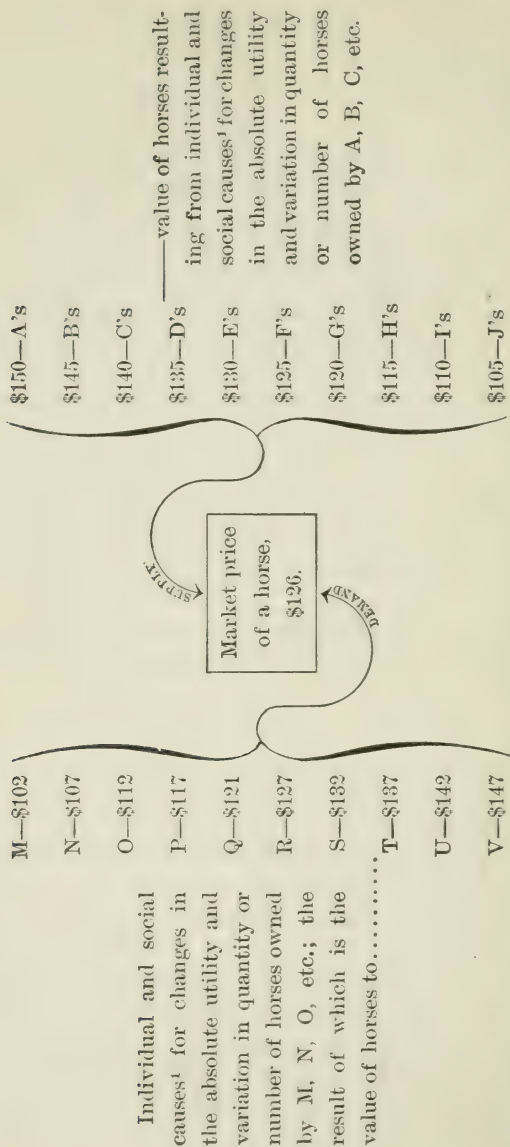 Individual and social
causes¹ for changes in
the absolute utility and
variation in quantity or
number of horses owned
by M, N, O, etc.; the
result of which is the
value of horses to..........
M—$102
N—$107
O—$112
P—$117
Q—$121
R—$127
S—$132
T—$137
U—$142
V—$147
SUPPLY.
Market price
of a horse,
$126.
DEMAND
$150—A's
$145—B's
$140—C's
$135—D's
$130—E's
$125—F's
$120—G's
$115—H's
$110—I's
$105—J's
——value of horses result-
ing from individual and
social causes¹ for changes
in the absolute utility
and variation in quantity
or number of horses
owned by A, B, C, etc.